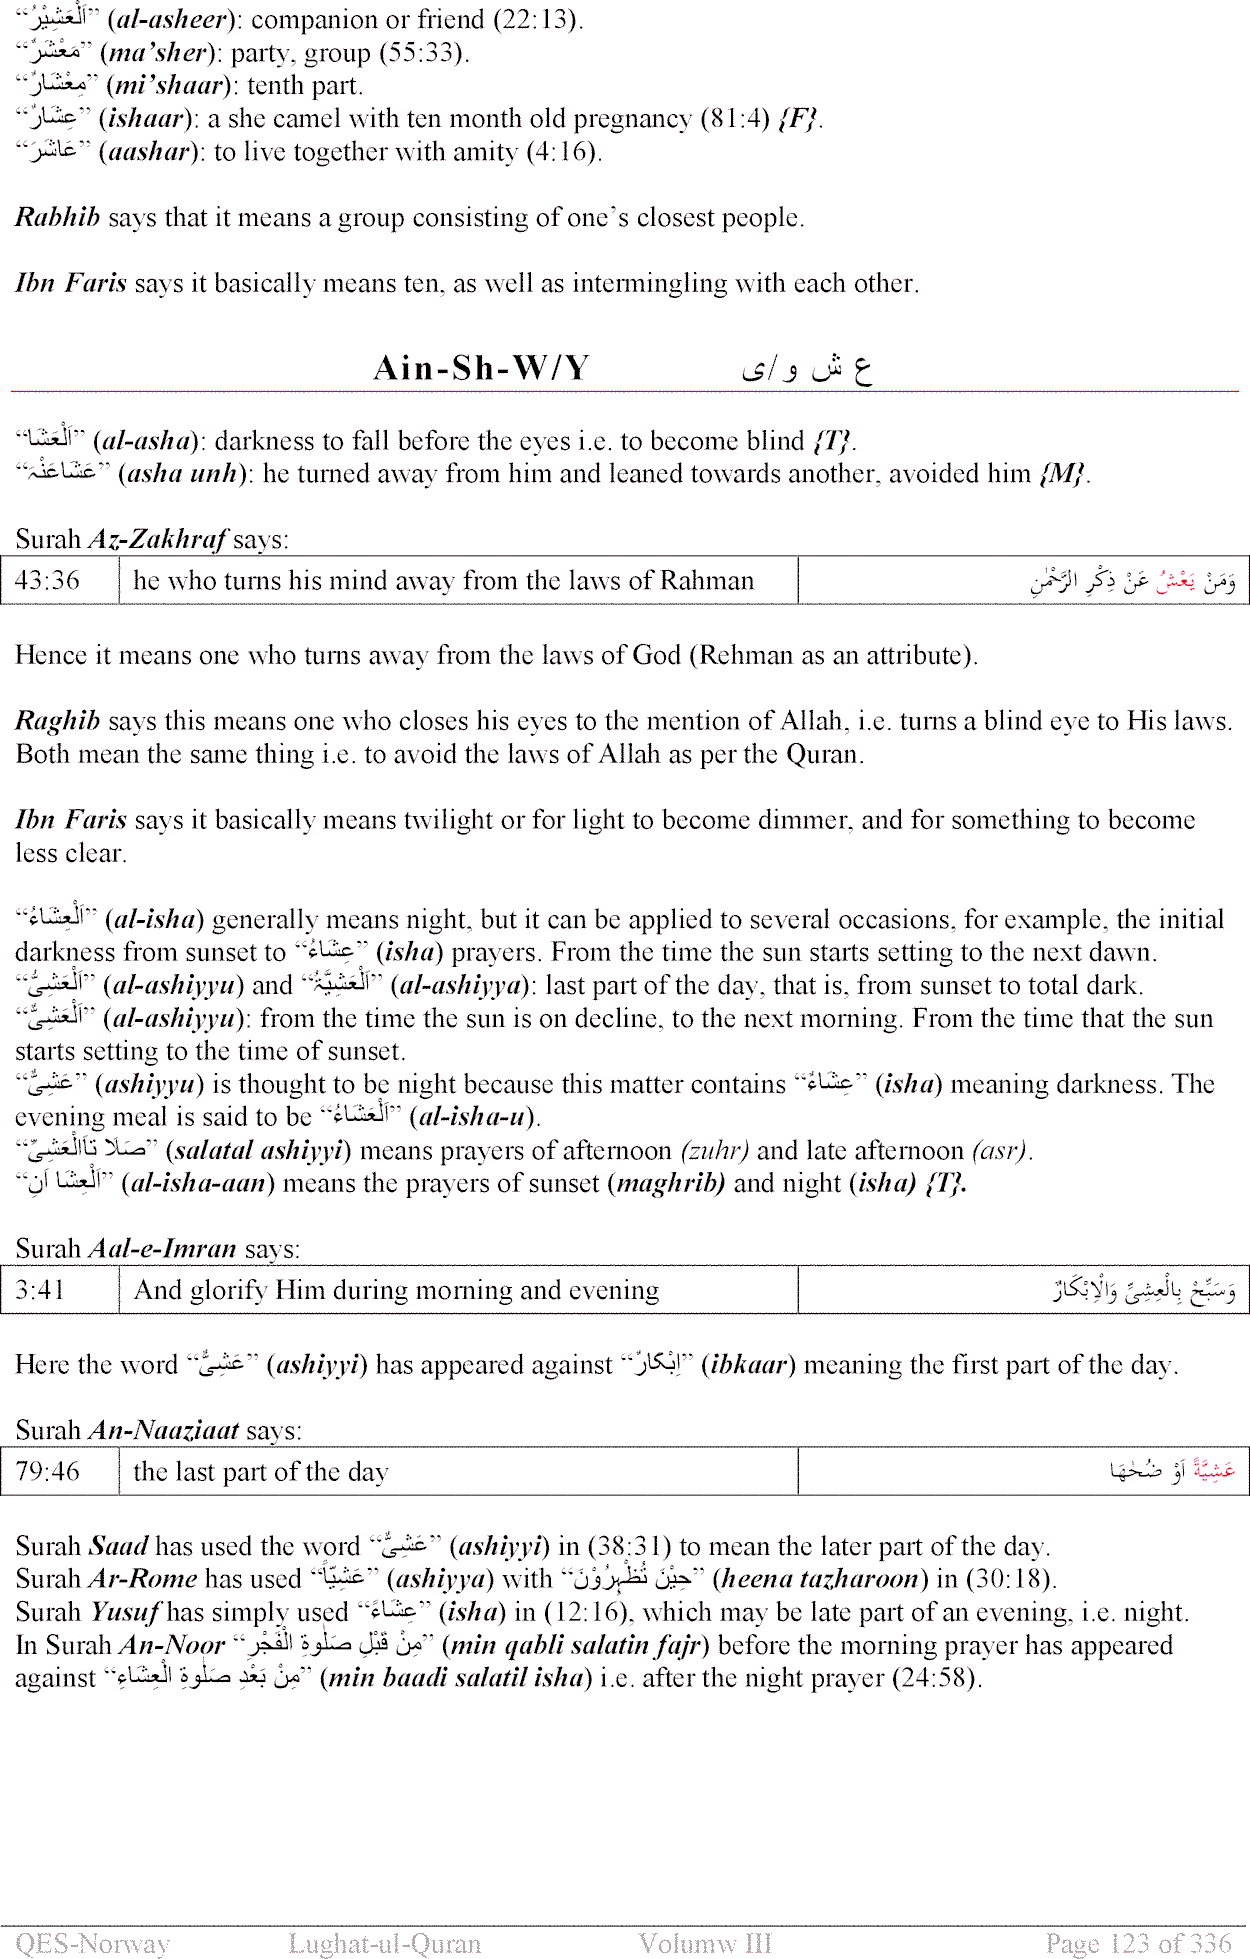 “اَلْعَشِيْرُ” (al-asheer): companion or friend (22:13).
“مَعْشَرٌ” (ma’sher): party, group (55:33).
“مِعْشَارٌ” (mi’shaar): tenth part.
“عِشَارٌ” (ishaar): a she camel with ten month old pregnancy (81:4) {F}.
“عَاشَرَ” (aashar): to live together with amity (4:16).
Rabhib says that it means a group consisting of one’s closest people.
Ibn Faris says it basically means ten, as well as intermingling with each other.
Ain-Sh-W/Y ع ش و/ی
“اَلْعَشَا” (al-asha): darkness to fall before the eyes i.e. to become blind {T}.
“عَشَاعَنْہَ” (asha unh): he turned away from him and leaned towards another, avoided him {M}.
Surah Az-Zakhraf says:
43:36 he who turns his mind away from the laws of Rahman وَمَنْ يَعْشُ عَنْ ذِكْرِ الرَّحْمٰنِ
Hence it means one who turns away from the laws of God (Rehman as an attribute).
Raghib says this means one who closes his eyes to the mention of Allah, i.e. turns a blind eye to His laws.
Both mean the same thing i.e. to avoid the laws of Allah as per the Quran.
Ibn Faris says it basically means twilight or for light to become dimmer, and for something to become
less clear.
“اَلْعِشَاءُ” (al-isha) generally means night, but it can be applied to several occasions, for example, the initial
darkness from sunset to “عِشَاءُ” (isha) prayers. From the time the sun starts setting to the next dawn.
“اَلْعَشِیُّ” (al-ashiyyu) and “اَلْعَشِيَّۃُ” (al-ashiyya): last part of the day, that is, from sunset to total dark.
“اَلْعَشِیُّ” (al-ashiyyu): from the time the sun is on decline, to the next morning. From the time that the sun
starts setting to the time of sunset.
“عَشِیٌّ” (ashiyyu) is thought to be night because this matter contains “عِشَاءٌ” (isha) meaning darkness. The
evening meal is said to be “اَلْعَشَاءُ” (al-isha-u).
“صَلَا تَاالْعَشِیِّ” (salatal ashiyyi) means prayers of afternoon (zuhr) and late afternoon (asr).
“اَلْعِشَا اَنِ” (al-isha-aan) means the prayers of sunset (maghrib) and night (isha) {T}.
Surah Aal-e-Imran says:
3:41 And glorify Him during morning and evening وَسَبِّحْ بِالْعِشِیِّ وَالْاِبْكَارٌ
Here the word “عَشِیٌّ” (ashiyyi) has appeared against “اِبْکَارٌ” (ibkaar) meaning the first part of the day.
Surah An-Naaziaat says:
79:46 the last part of the day عَشِيَّةً اَوْ ضُحٰهَا
Surah Saad has used the word “عَشِیٌّ” (ashiyyi) in (38:31) to mean the later part of the day.
Surah Ar-Rome has used “عَشِيّاً” (ashiyya) with “حِيْنَ تُظْہِرُوْنَ” (heena tazharoon) in (30:18).
Surah Yusuf has simply used “عِشَاءً” (isha) in (12:16), which may be late part of an evening, i.e. night.
In Surah An-Noor “مِنْ قَبْلِ صَلٰوۃِ الْفَجْرِ” (min qabli salatin fajr) before the morning prayer has appeared
against “مِنْ بَعْدِ صَلٰوۃِ الْعِشَاءِ” (min baadi salatil isha) i.e. after the night prayer (24:58).
QES-Norway Lughat-ul-Quran Volumw III Page 123 of 336